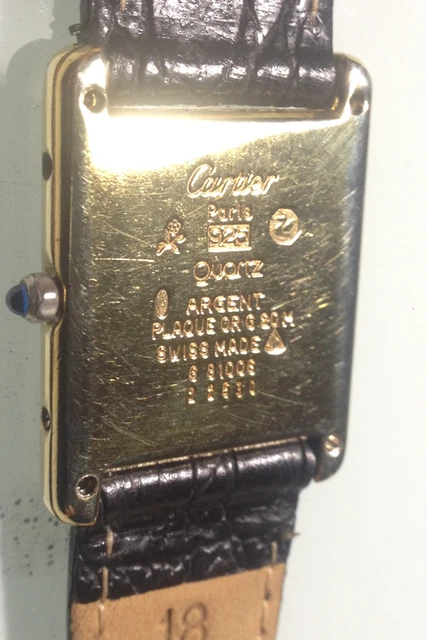 Cartier
Paris
925
Quartz
ARGENT
PLAQUE OR G 20 M
SWISS MADE
18